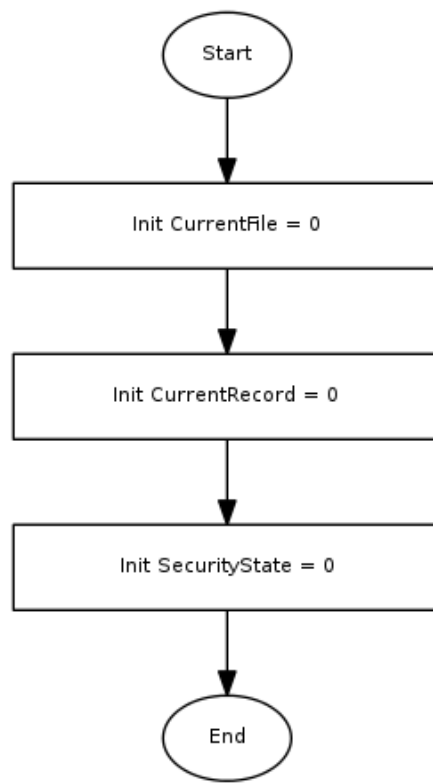 Start
Init CurrentFile = 0
Init CurrentRecord = 0
Init SecurityState = 0
End